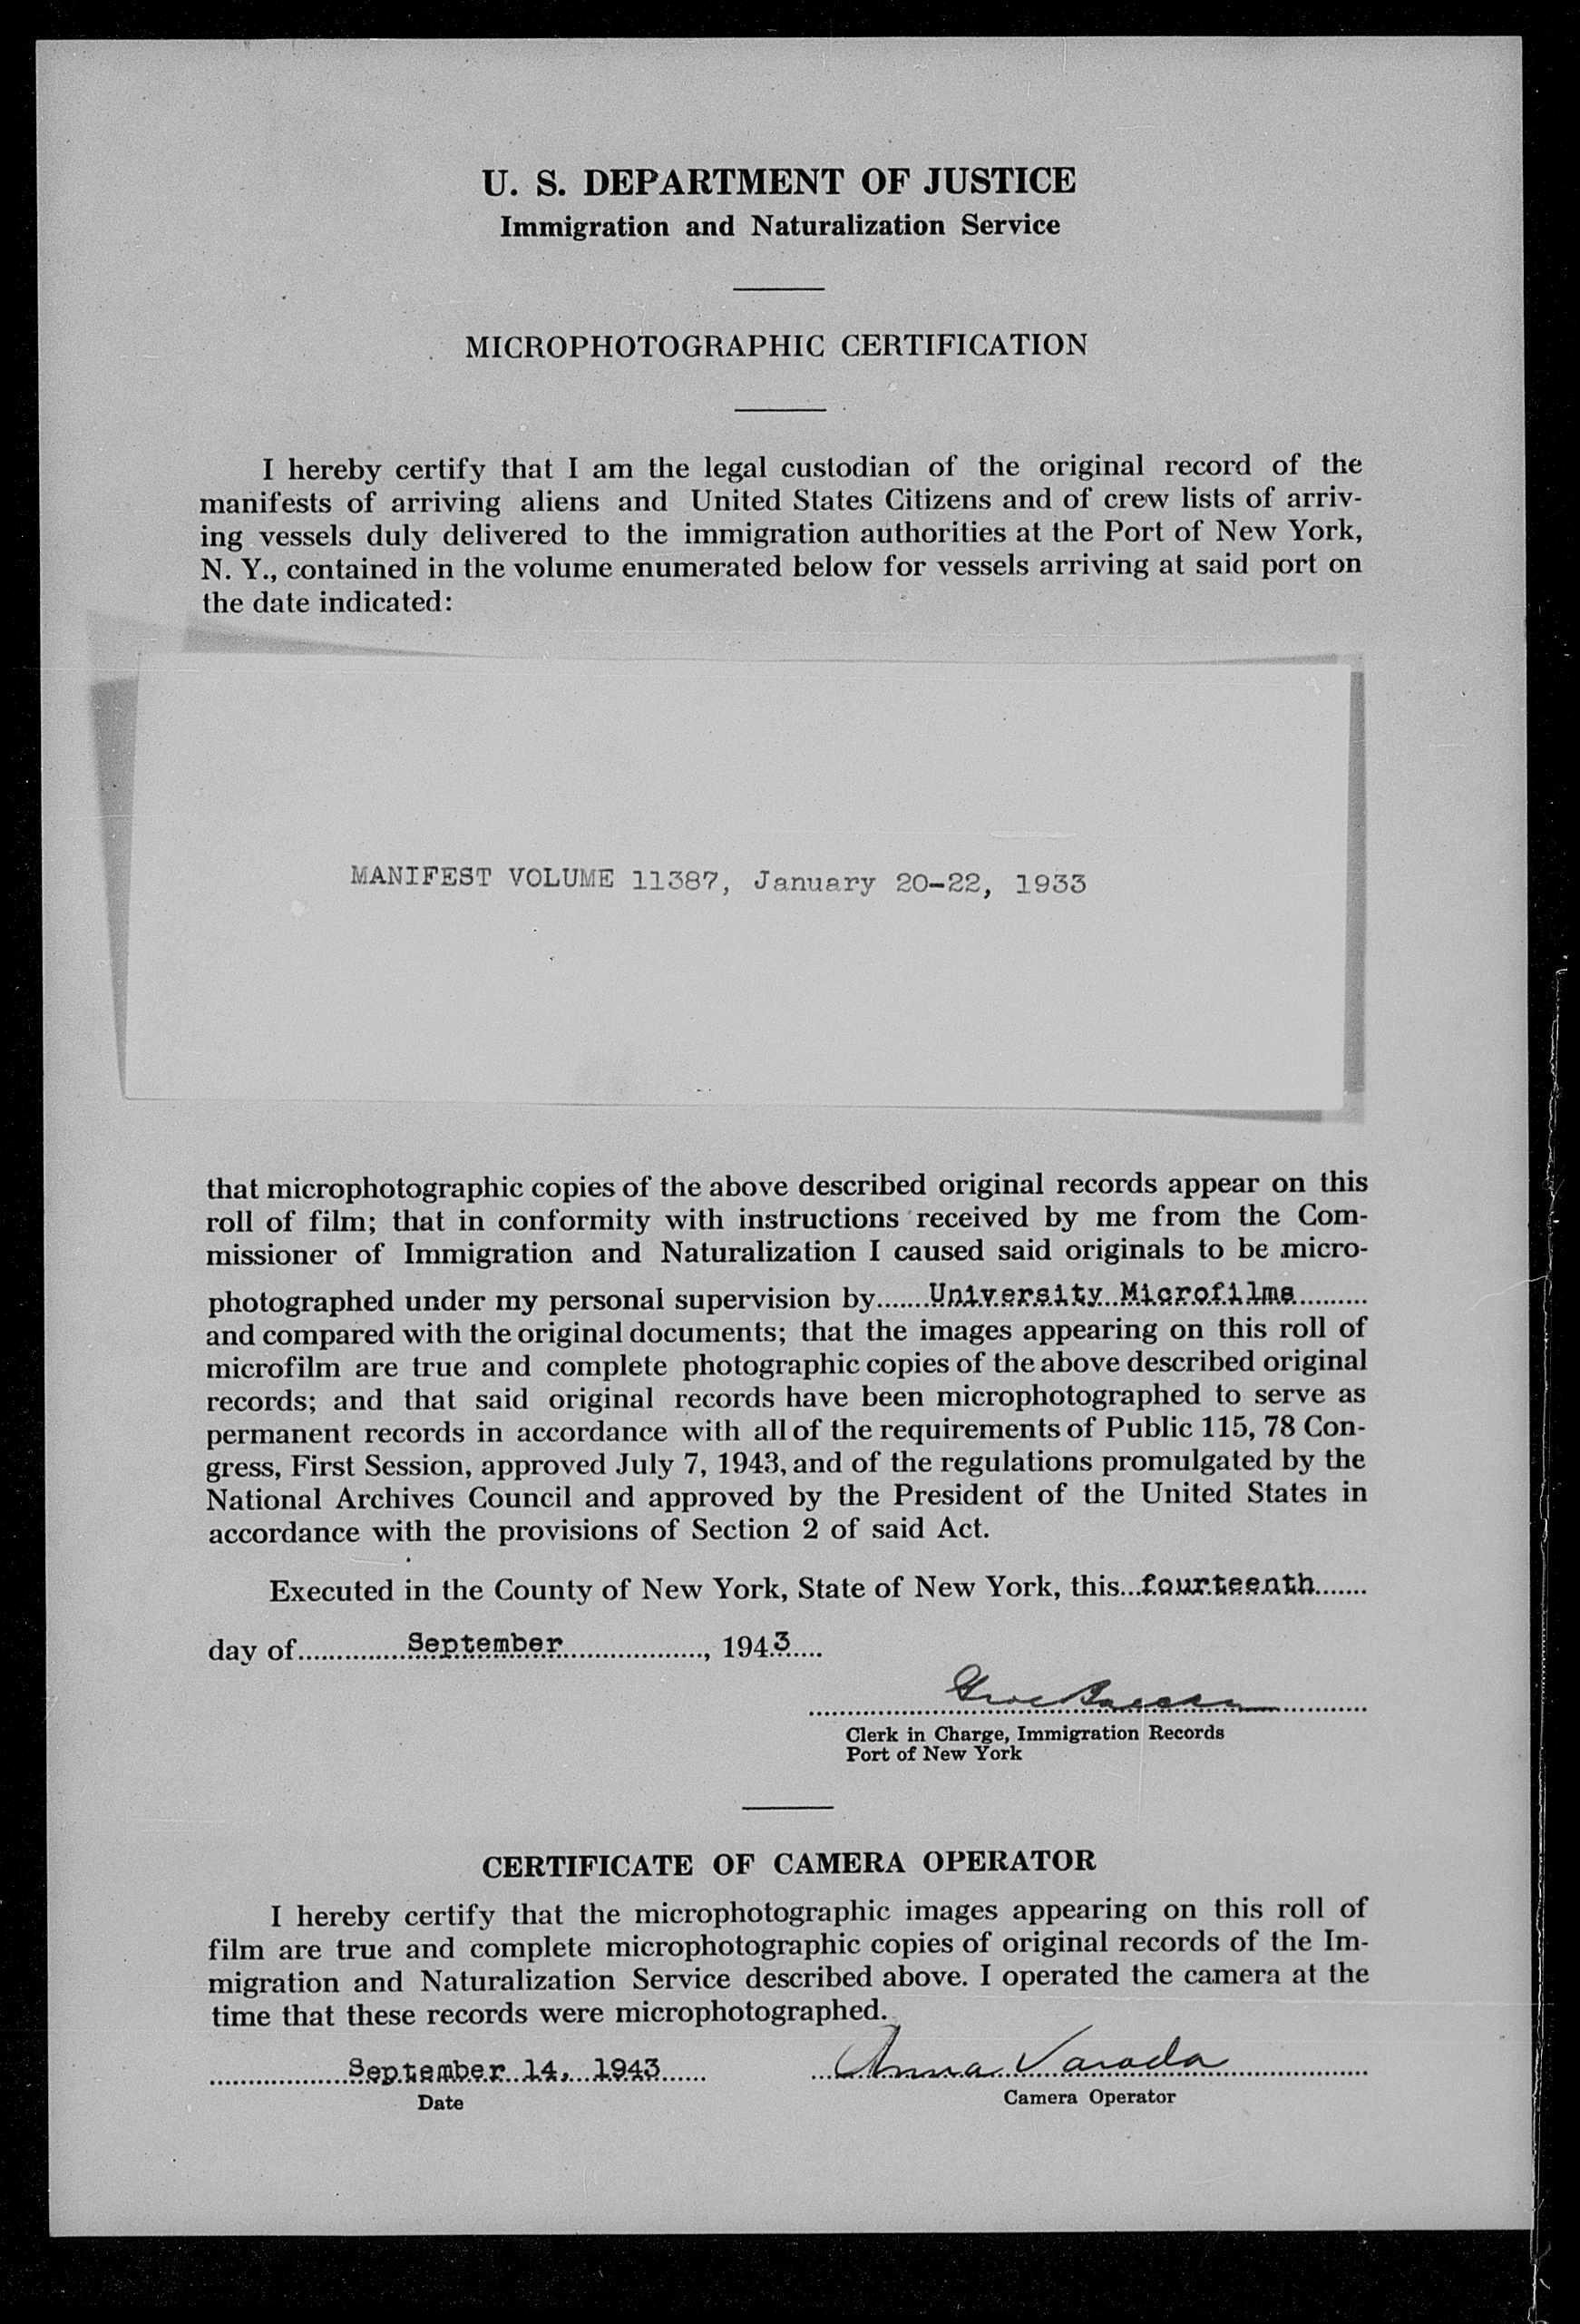 U. S. DEPARTMENT OF JUSTICE
Immigration and Naturalization Service
MICROPHOTOGRAPHIC CERTIFICATION
I hereby certify that I am the legal custodian of the original record of the
manifests of arriving aliens and United States Citizens and of crew lists of arriv-
ing vessels duly delivered to the immigration authorities at the Port of New York,
N. Y., contained in the volume enumerated below for vessels arriving at said port on
the date indicated:
MANIFEST VOLUME 11387, January 20-22, 1933
that microphotographic copies of the above described original records appear on this
roll of film; that in conformity with instructions received by me from the Com-
missioner of Immigration and Naturalization I caused said originals to be micro-
photographed under my personal supervision by University Microfilms
and compared with the original documents; that the images appearing on this roll of
microfilm are true and complete photographic copies of the above described original
records; and that said original records have been microphotographed to serve as
permanent records in accordance with all of the requirements of Public 115, 78 Con-
gress, First Session, approved July 7, 1943, and of the regulations promulgated by the
National Archives Council and approved by the President of the United States in
accordance with the provisions of Section 2 of said Act.
Executed in the County of New York, State of New York, this fourteenth
day of September, 1943
Clerk in Charge, Immigration Records
Port of New York
CERTIFICATE OF CAMERA OPERATOR
I hereby certify that the microphotographic images appearing on this roll of
film are true and complete microphotographic copies of original records of the Im-
migration and Naturalization Service described above. I operated the camera at the
time that these records were microphotographed.
September 14, 1943 Anna Varada
Date Camera Operator